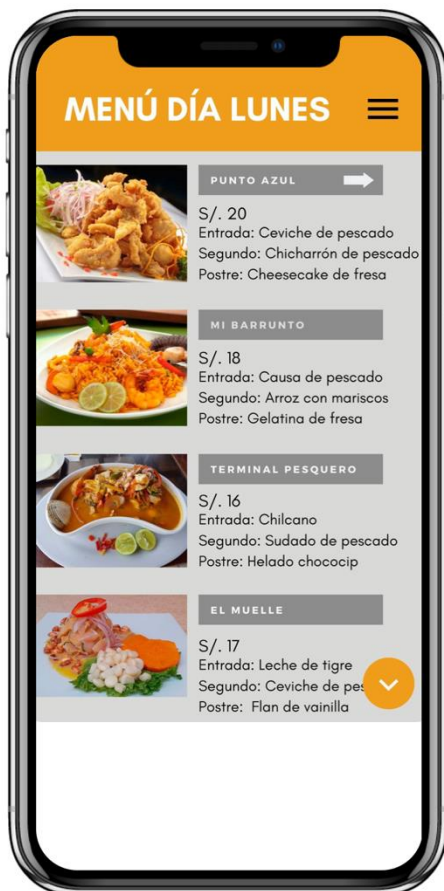 MENÚ DÍA LUNES
PUNTO AZUL
S/. 20
Entrada: Ceviche de pescado
Segundo: Chicharrón de pescado
Postre: Cheesecake de fresa
MI BARRUNTO
S/. 18
Entrada: Causa de pescado
Segundo: Arroz con mariscos
Postre: Gelatina de fresa
TERMINAL PESQUERO
S/. 16
Entrada: Chilcano
Segundo: Sudado de pescado
Postre: Helado chococip
EL MUELLE
S/. 17
Entrada: Leche de tigre
Segundo: Ceviche de
Postre: Flan de vainilla